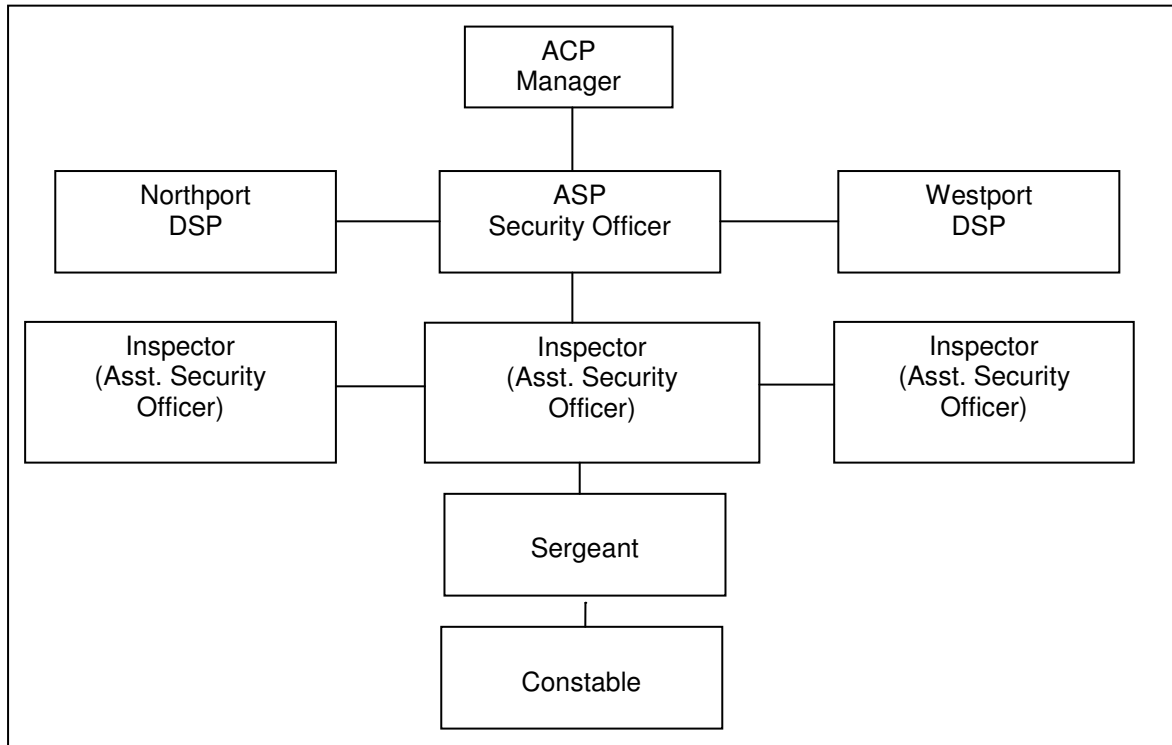 ACP
Manager
Northport
DSP
ASP
Security Officer
Westport
DSP
Inspector
(Asst. Security
Officer)
Inspector
(Asst. Security
Officer)
Inspector
(Asst. Security
Officer)
Sergeant
Constable